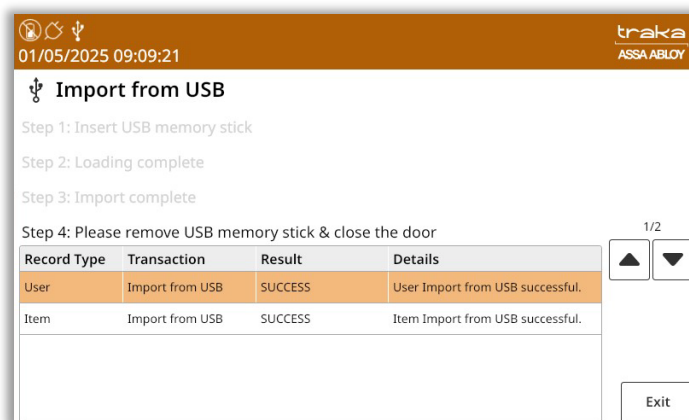 traka
01/05/2025 09:09:21
ASSA ABLOY
Import from USB
Step 1: Insert USB memory stick
Step 2: Loading complete
Step 3: Import complete
Step 4: Please remove USB memory stick & close the door
1/2
Record Type Transaction Result Details
User Import from USB SUCCESS User Import from USB successful.
Item Import from USB SUCCESS Item Import from USB successful.
Exit